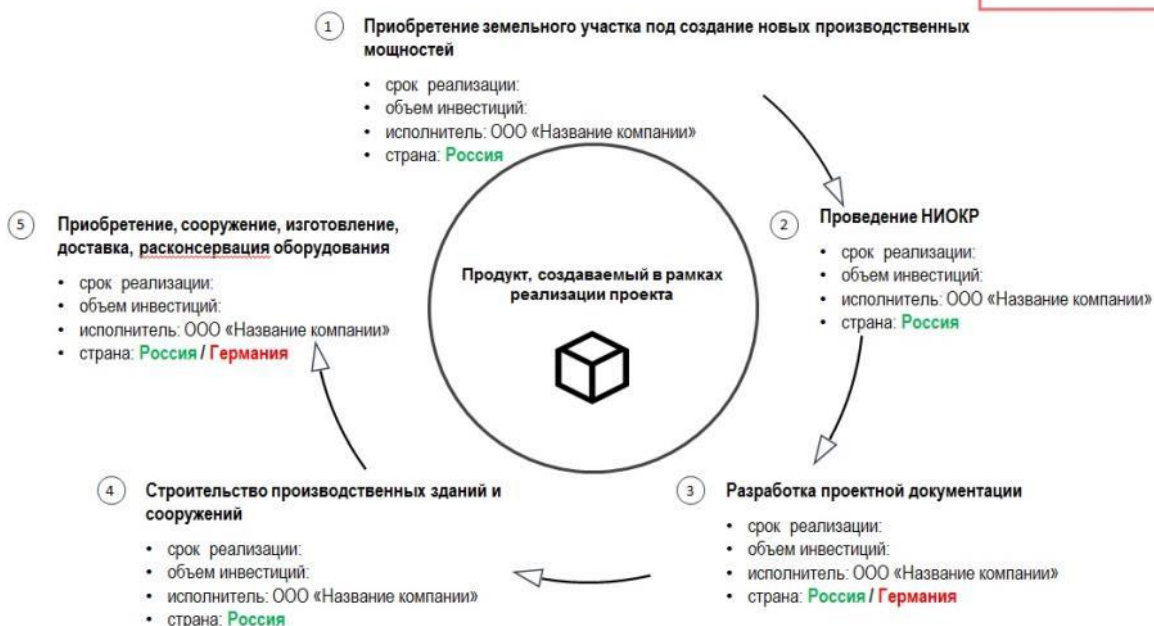 1
Приобретение земельного участка под создание новых производственных
мощностей
• срок реализации:
• объем инвестиций:
• исполнитель: ООО «Название компании»
• страна: Россия
2
Проведение НИОКР
• срок реализации:
• объем инвестиций:
• исполнитель: ООО «Название компании»
• страна: Россия
3
Разработка проектной документации
• срок реализации:
• объем инвестиций:
• исполнитель: ООО «Название компании»
• страна: Россия / Германия
4
Строительство производственных зданий и
сооружений
• срок реализации:
• объем инвестиций:
• исполнитель: ООО «Название компании»
• страна: Россия
5
Приобретение, сооружение, изготовление,
доставка, расконсервация оборудования
• срок реализации:
• объем инвестиций:
• исполнитель: ООО «Название компании»
• страна: Россия / Германия
Продукт, создаваемый в рамках
реализации проекта